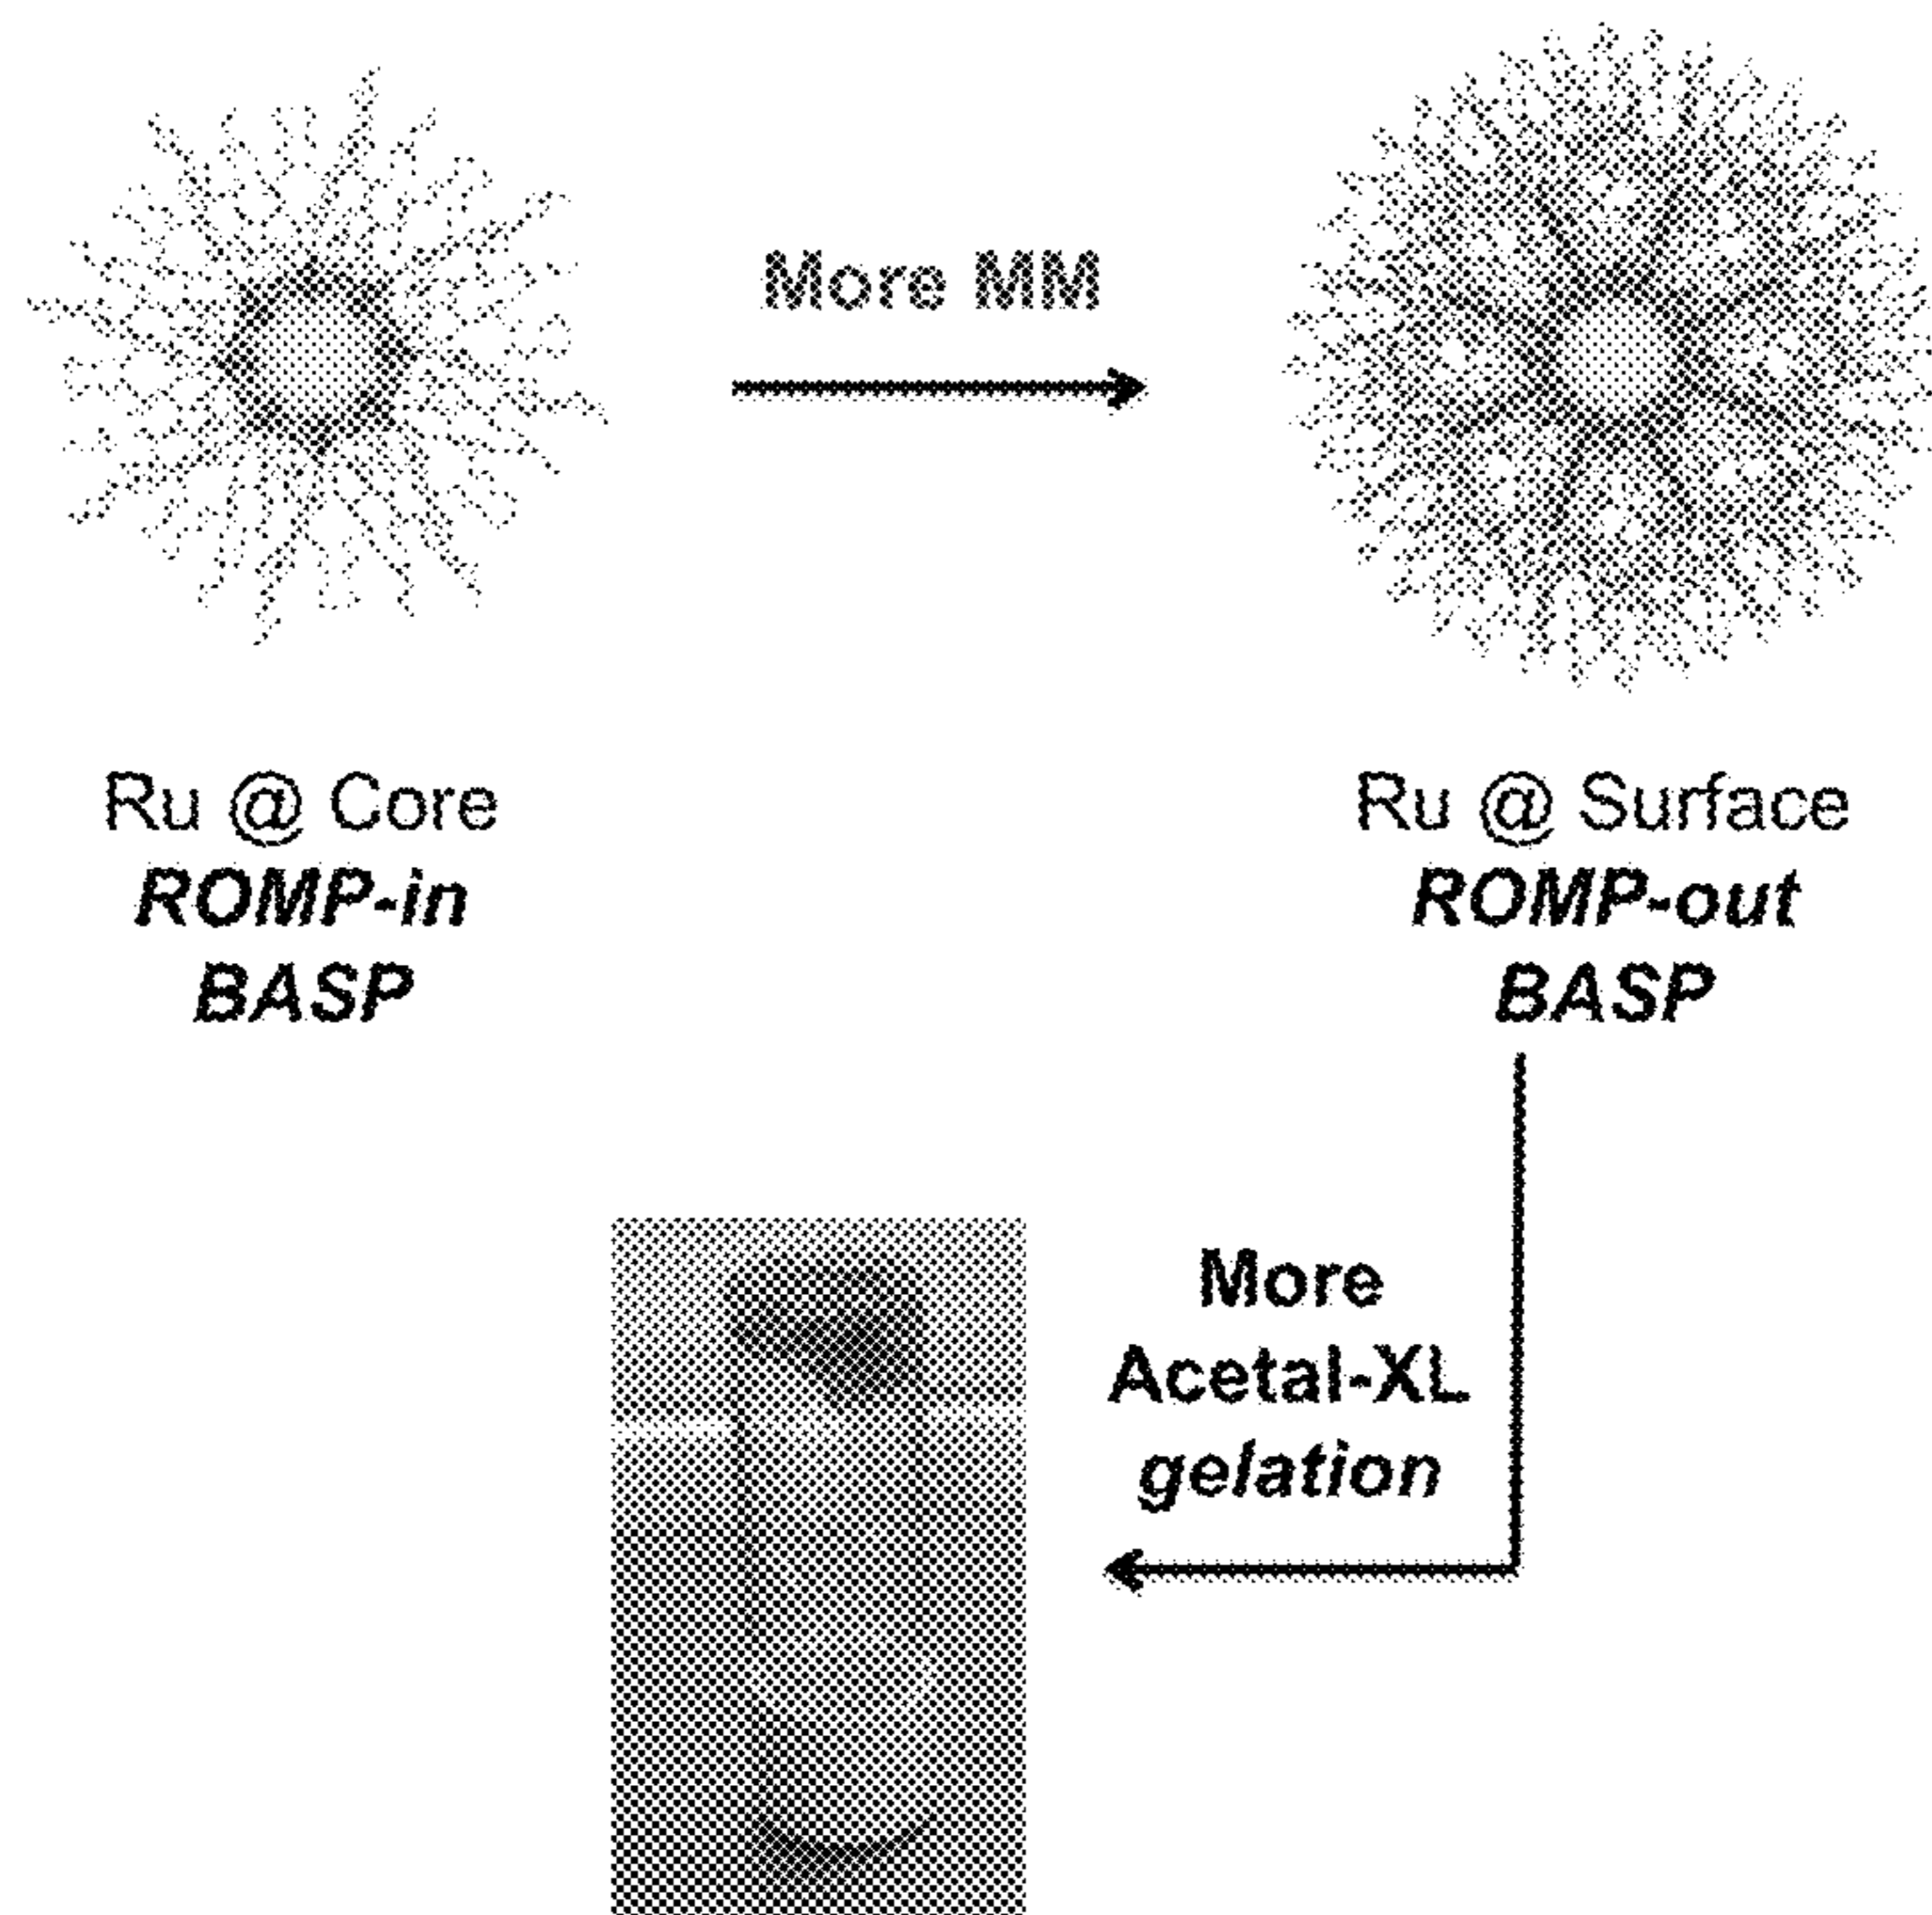 More MM
Ru @ Core
ROMP-in
BASP
Ru @ Surface
ROMP-out
BASP
More
Acetal-XL
gelation